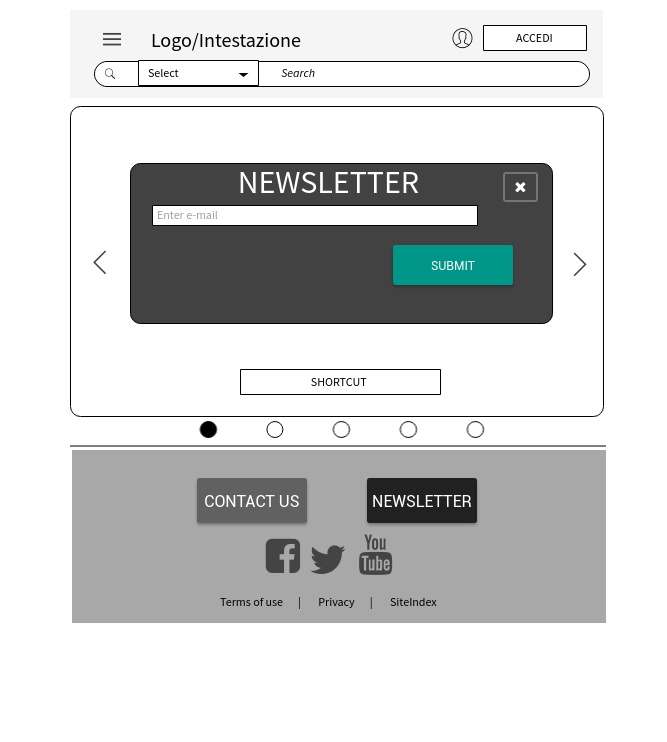 Logo/Intestazione
ACCEDI
Select
Search
NEWSLETTER
Enter e-mail
SUBMIT
SHORTCUT
CONTACT US
NEWSLETTER
You
Tube
Terms of use | Privacy | SiteIndex